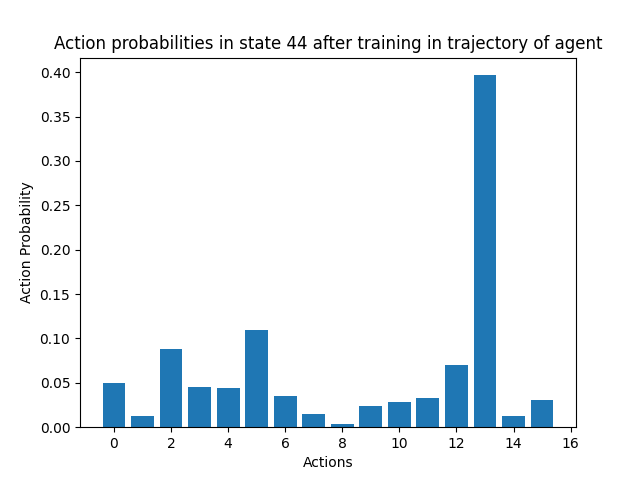 Action probabilities in state 44 after training in trajectory of agent
0.40
0.35
0.30
0.25
0.20
0.15
0.10
0.05
0.00
Action Probability
0 2 4 6 8 10 12 14 16
Actions